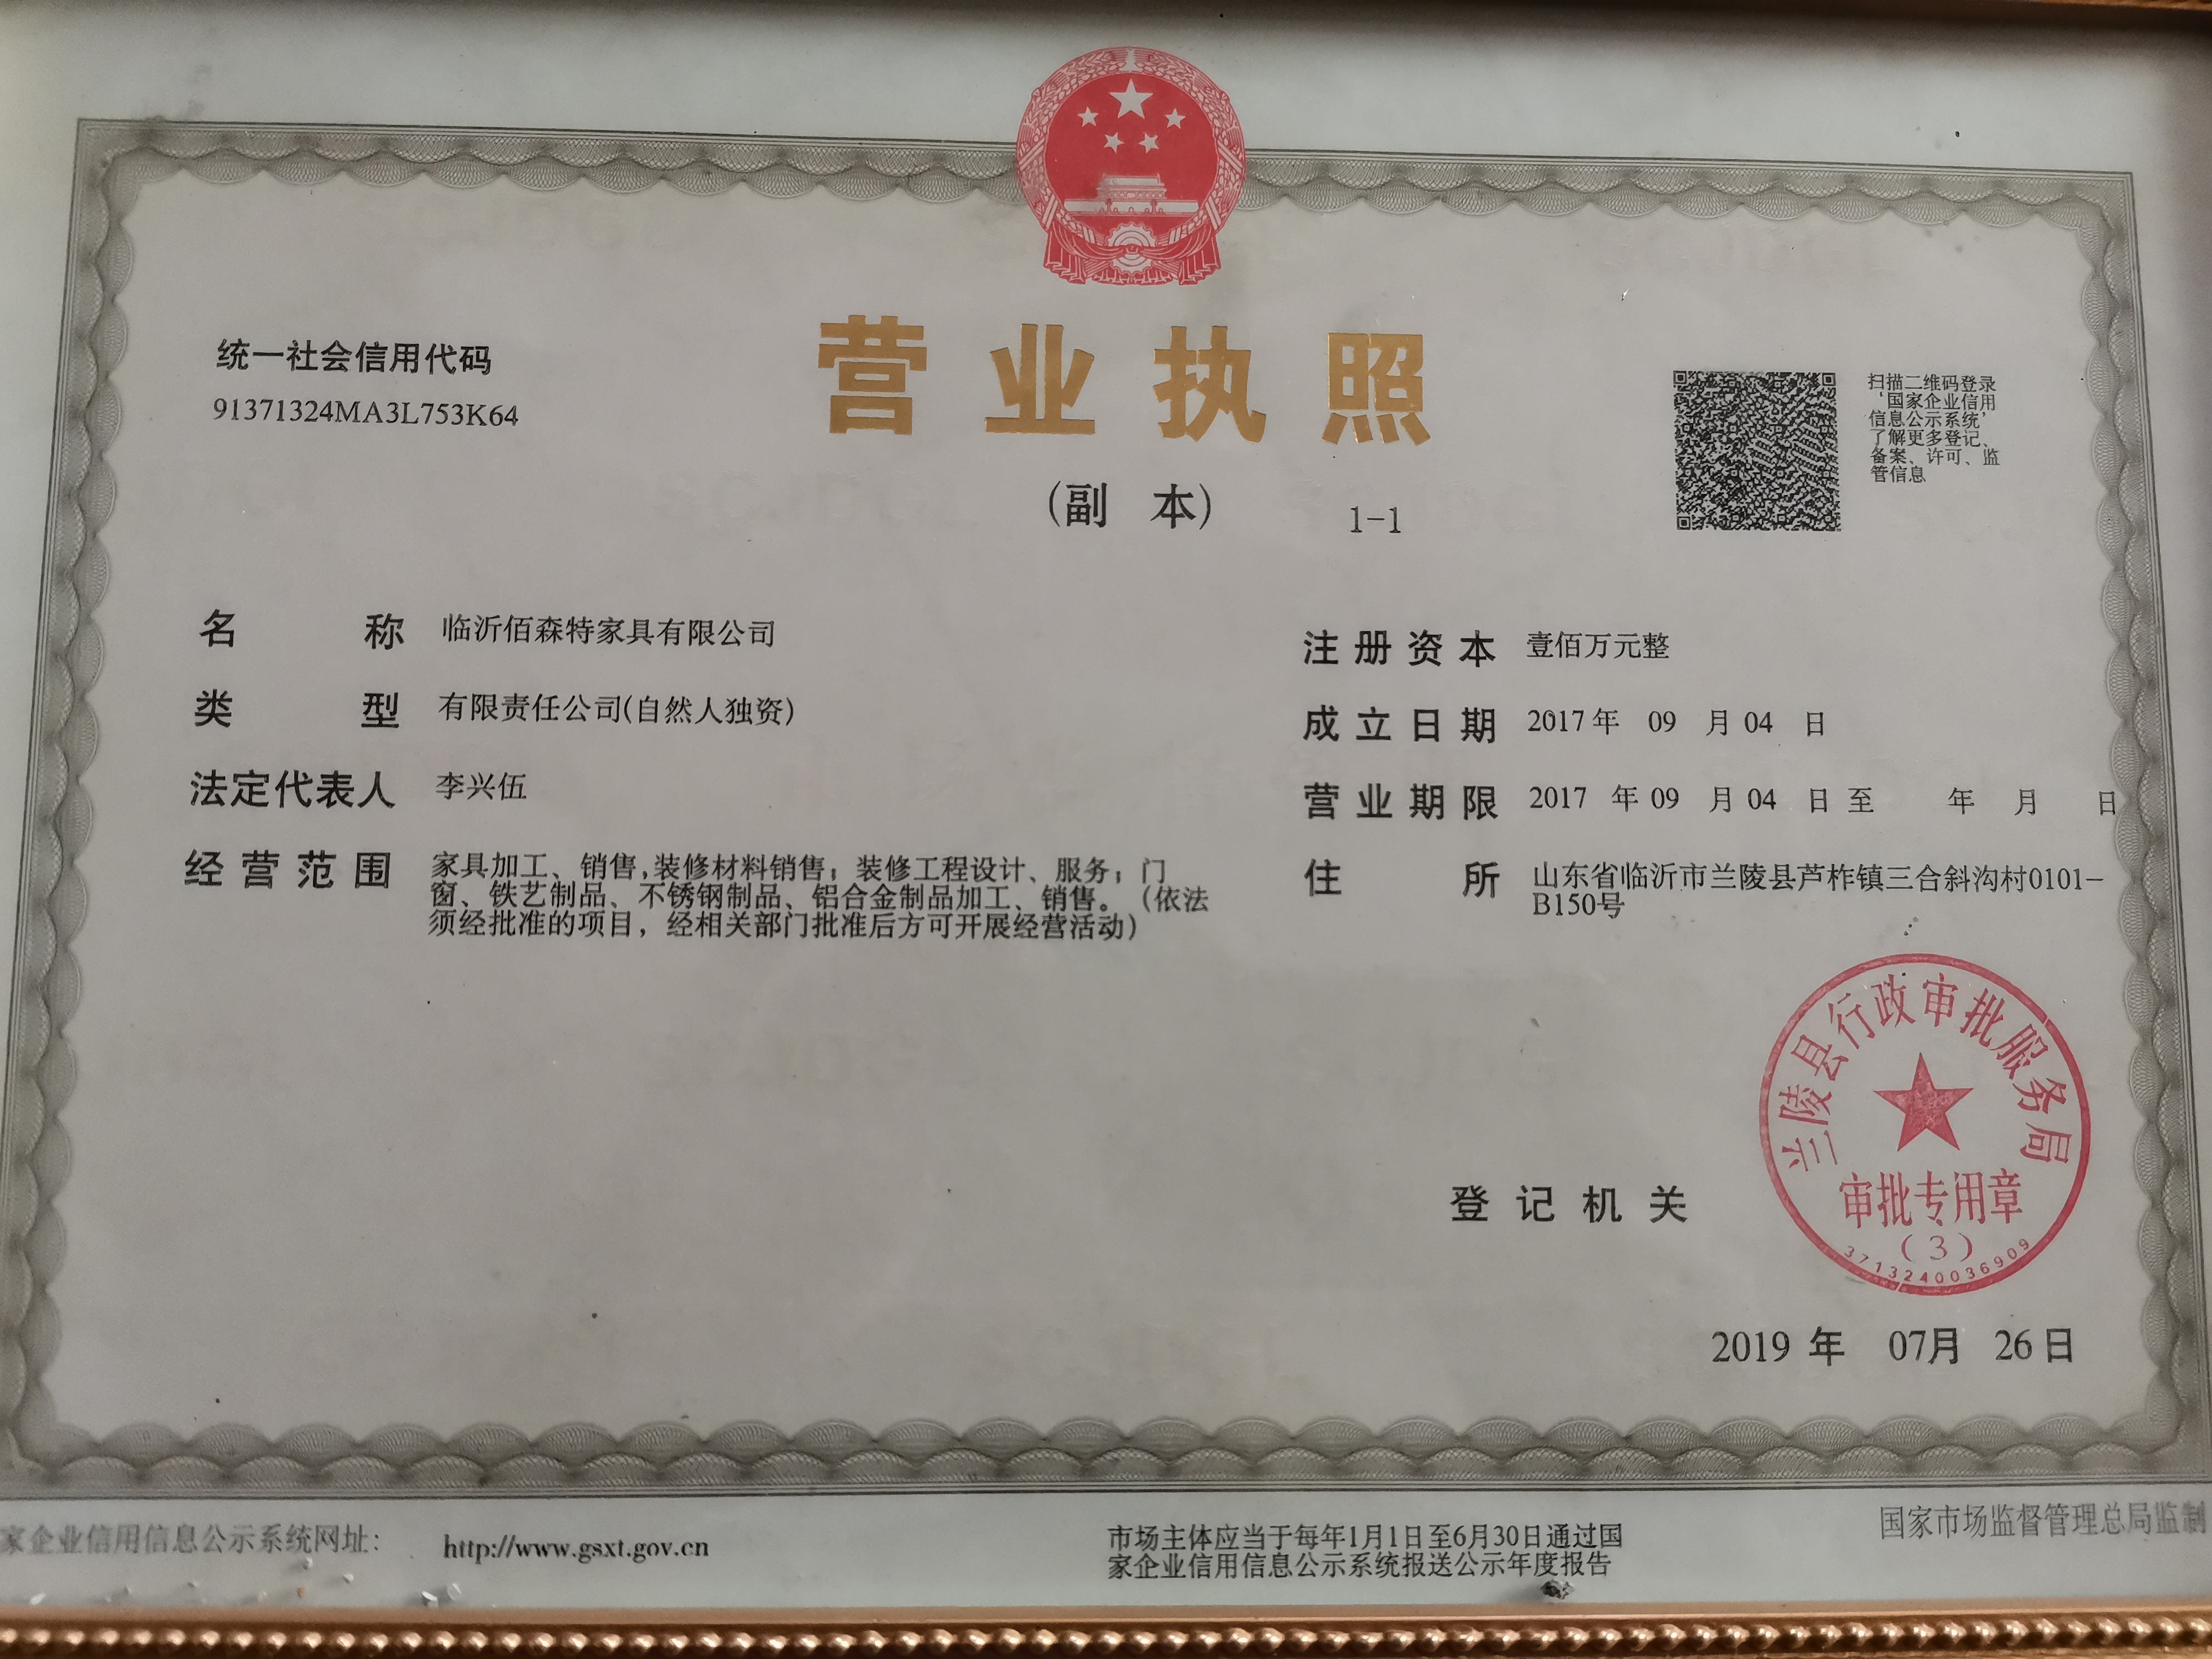 统一社会信用代码
91371324MA3L753K64
营业执照
(副 本) 1-1
扫描二维码登录
'国家企业信用
信息公示系统'
了解更多登记、
备案、许可、监
管信息
名称 临沂佰森特家具有限公司
类型 有限责任公司(自然人独资)
法定代表人 李兴伍
经营范围 家具加工、销售,装修材料销售;装修工程设计、服务;门
窗、铁艺制品、不锈钢制品、铝合金制品加工、销售。(依法
须经批准的项目,经相关部门批准后方可开展经营活动)
注册资本 壹佰万元整
成立日期 2017年 09 月 04 日
营业期限 2017 年 09 月 04 日 至 年 月 日
住所 山东省临沂市兰陵县芦柞镇三合斜沟村0101-
B150号
兰陵县行政审批服务局
审批专用章
(3)
3713240036909
登记机关
2019 年 07月 26日
家企业信用信息公示系统网址: http://www.gsxt.gov.cn
市场主体应当于每年1月1日至6月30日通过国
家企业信用信息公示系统报送公示年度报告
国家市场监督管理总局监制